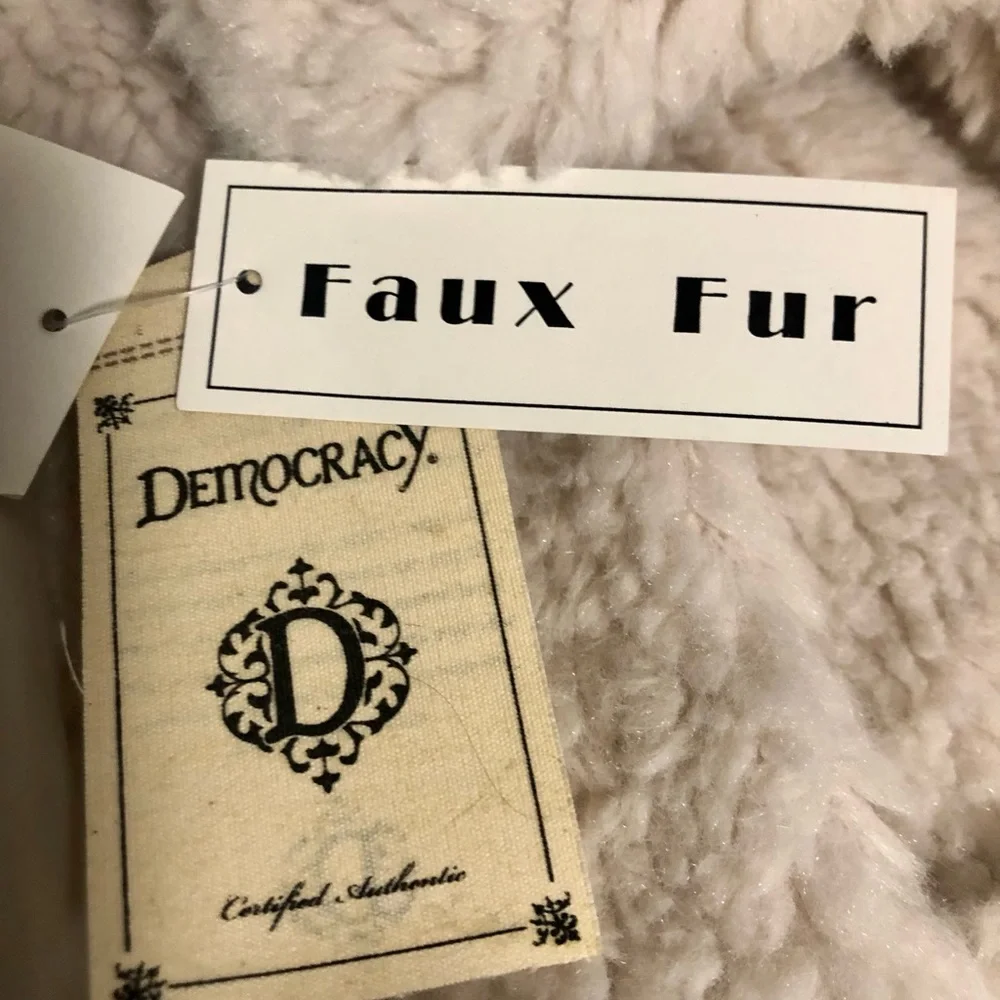 Faux Fur
DEMOCRACY.
D
Certified Authentic